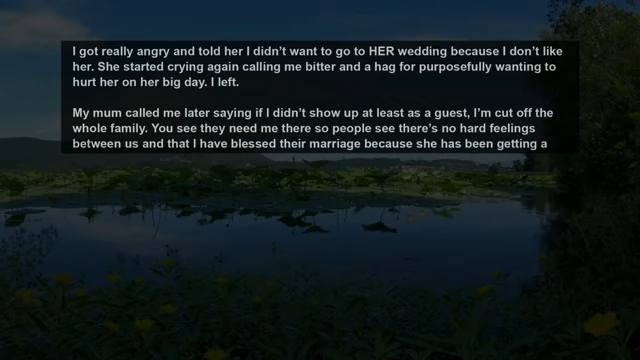 I got really angry and told her I didn’t want to go to HER wedding because I don’t like
her. She started crying again calling me bitter and a hag for purposefully wanting to
hurt her on her big day. I left.
My mum called me later saying if I didn’t show up at least as a guest, I’m cut off the
whole family. You see they need me there so people see there’s no hard feelings
between us and that I have blessed their marriage because she has been getting a